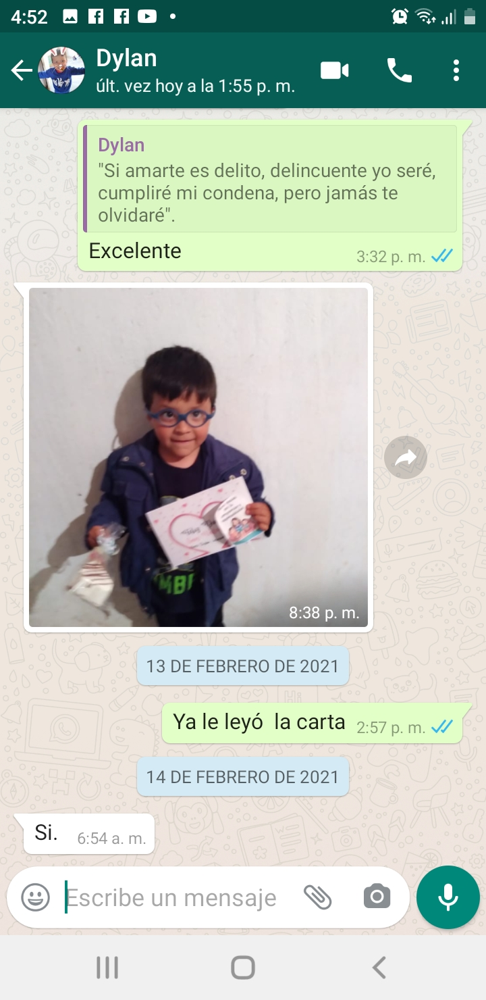 4:52
Dylan
últ. vez hoy a la 1:55 p. m.
Dylan
"Si amarte es delito, delincuente yo seré,
cumpliré mi condena, pero jamás te
olvidaré".
Excelente
3:32 p. m.
8:38 p. m.
13 DE FEBRERO DE 2021
Ya le leyó  la carta
2:57 p. m.
14 DE FEBRERO DE 2021
Si.
6:54 a. m.
Escribe un mensaje